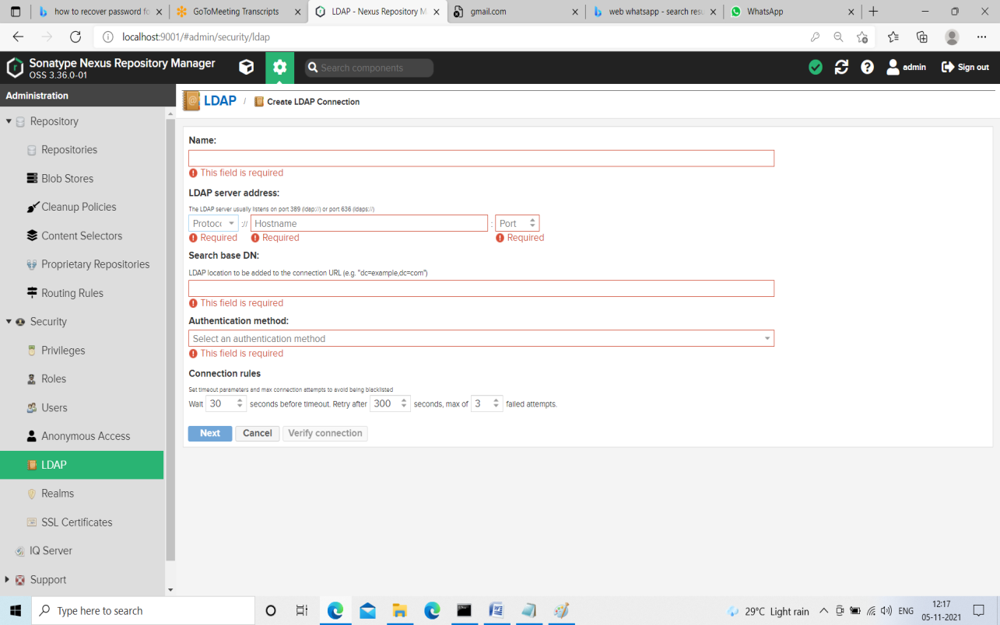 how to recover password fo
GoToMeeting Transcripts
LDAP - Nexus Repository M
gmail.com
web whatsapp - search resu
WhatsApp
localhost:9001/#admin/security/ldap
Sonatype Nexus Repository Manager
OSS 3.36.0-01
Search components
admin
Sign out
Administration
LDAP / Create LDAP Connection
Repository
Repositories
Blob Stores
Cleanup Policies
Content Selectors
Proprietary Repositories
Routing Rules
Security
Privileges
Roles
Users
Anonymous Access
LDAP
Realms
SSL Certificates
IQ Server
Support
Name:
This field is required
LDAP server address:
The LDAP server usually listens on port 389 (ldap://) or port 636 (ldaps://)
Protoc :// Hostname : Port
Required Required Required
Search base DN:
LDAP location to be added to the connection URL (e.g. "dc=example,dc=com")
This field is required
Authentication method:
Select an authentication method
This field is required
Connection rules
Set timeout parameters and max connection attempts to avoid being blacklisted
Wait 30 seconds before timeout. Retry after 300 seconds, max of 3 failed attempts.
Next Cancel Verify connection
Type here to search
29°C Light rain
ENG
12:17
05-11-2021